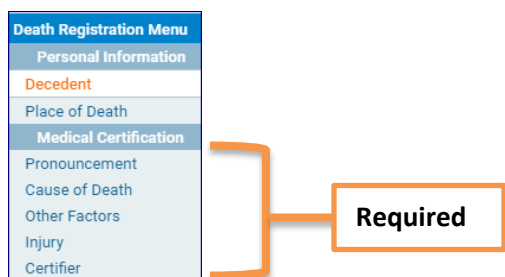 Death Registration Menu
Personal Information
Decedent
Place of Death
Medical Certification
Pronouncement
Cause of Death
Other Factors
Injury
Certifier
Required